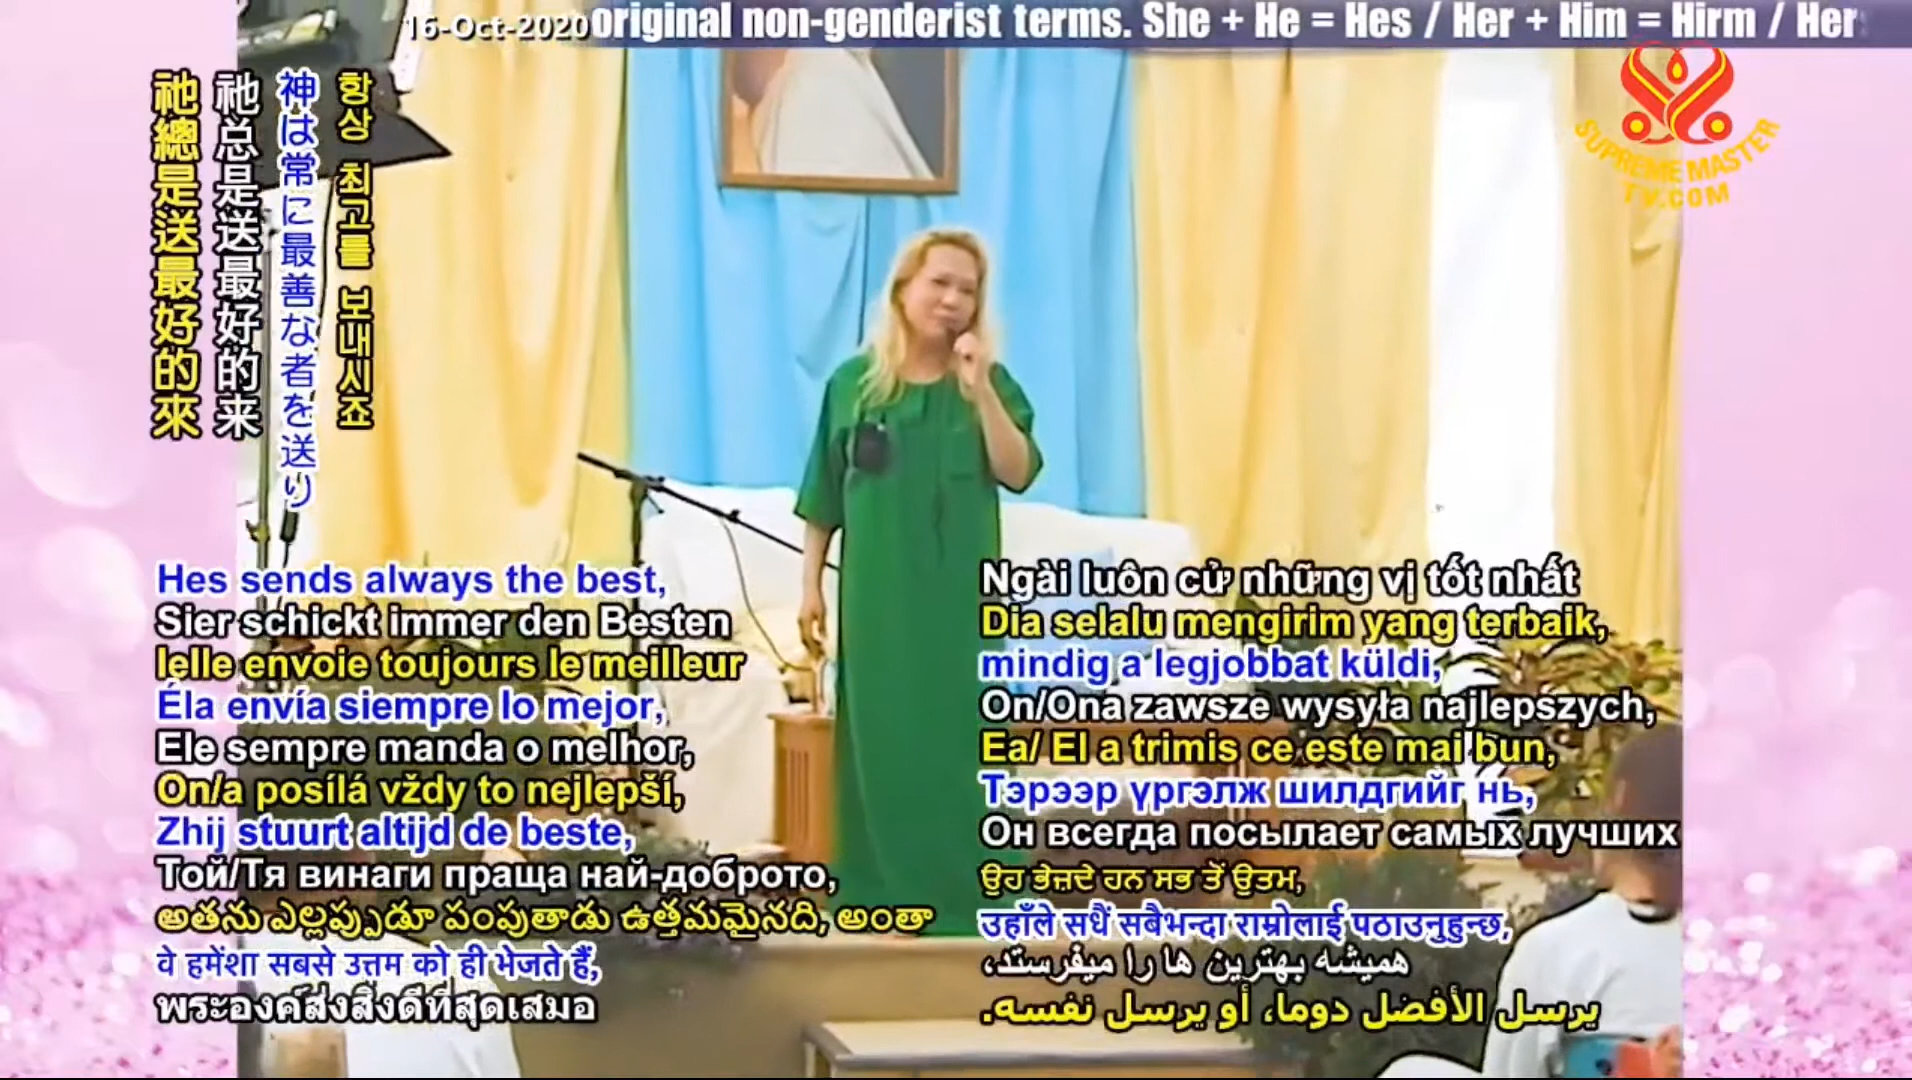 16-Oct-2020
Original non-genderist terms. She + He = Hes / Her + Him = Hirm / Her
SUPREME MASTER
TV.COM
항상 최고를 보내시죠
神は常に最善な者を送り
祂总是送最好的来
祂總是送最好的來
Hes sends always the best,
Sier schickt immer den Besten
Ielle envoie toujours le meilleur
Éla envía siempre lo mejor,
Ele sempre manda o melhor,
On/a posílá vždy to nejlepší,
Zhij stuurt altijd de beste,
Той/Тя винаги праща най-доброто,
అతను ఎల్లప్పుడూ పంపుతాడు ఉత్తమమైనది, అంతా
वे हमेंशा सबसे उत्तम को ही भेजते हैं,
พระองค์ส่งสิ่งดีที่สุดเสมอ
Ngài luôn cử những vị tốt nhất
Dia selalu mengirim yang terbaik,
mindig a legjobbat küldi,
On/Ona zawsze wysyła najlepszych,
Ea/ El a trimis ce este mai bun,
Тэрээр үргэлж шилдгийг нь,
Он всегда посылает самых лучших
ਉਹ ਭੇਜਦੇ ਹਨ ਸਭ ਤੋਂ ਉਤਮ,
उहाँले सधैं सबैभन्दा राम्रोलाई पठाउनुहुन्छ,
همیشه بهترین ها را میفرستد،
يرسل الأفضل دوما، أو يرسل نفسه.